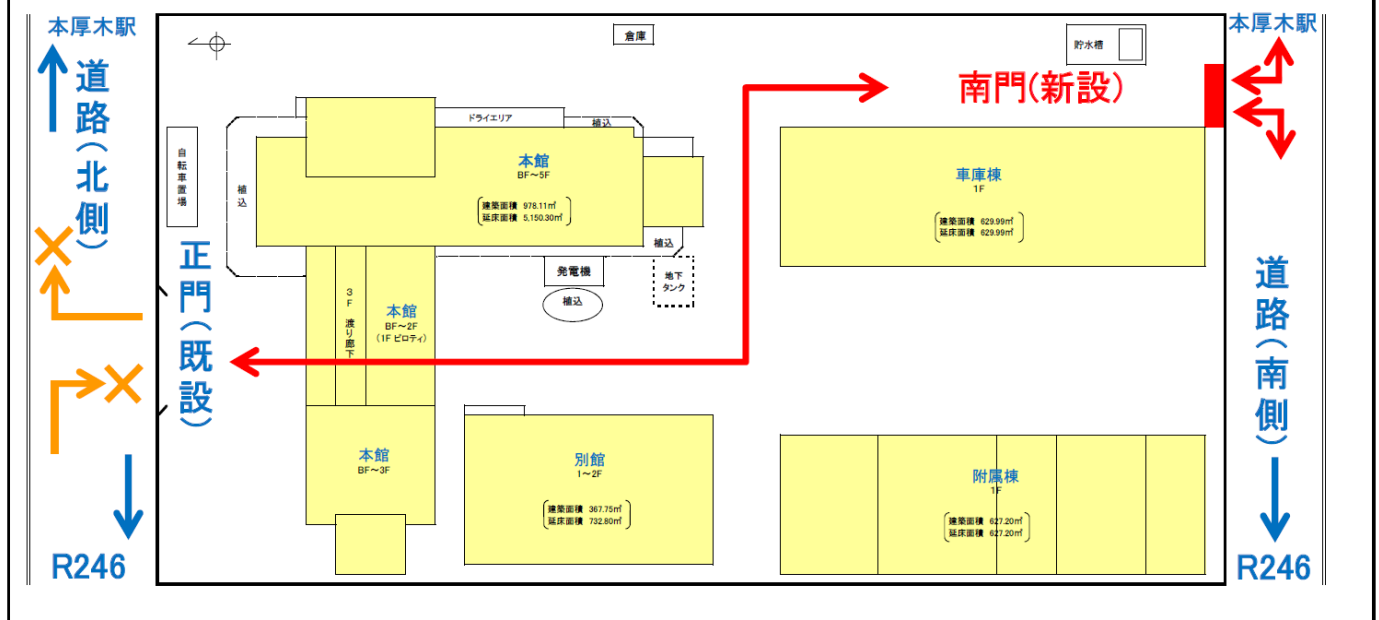 本厚木駅
道路(北側)
R246
自転車置場
正門(既設)
倉庫
貯水槽
南門(新設)
ドライエリア
植込
植込
本館
BF～5F
建築面積 978.11㎡
延床面積 5,150.30㎡
植込
発電機
植込
地下
タンク
3F 渡り廊下
本館
BF～2F
(1F ピロティ)
本館
BF～3F
別館
1～2F
建築面積 367.75㎡
延床面積 732.80㎡
車庫棟
1F
建築面積 629.99㎡
延床面積 629.99㎡
附属棟
1F
建築面積 627.20㎡
延床面積 627.20㎡
本厚木駅
道路(南側)
R246